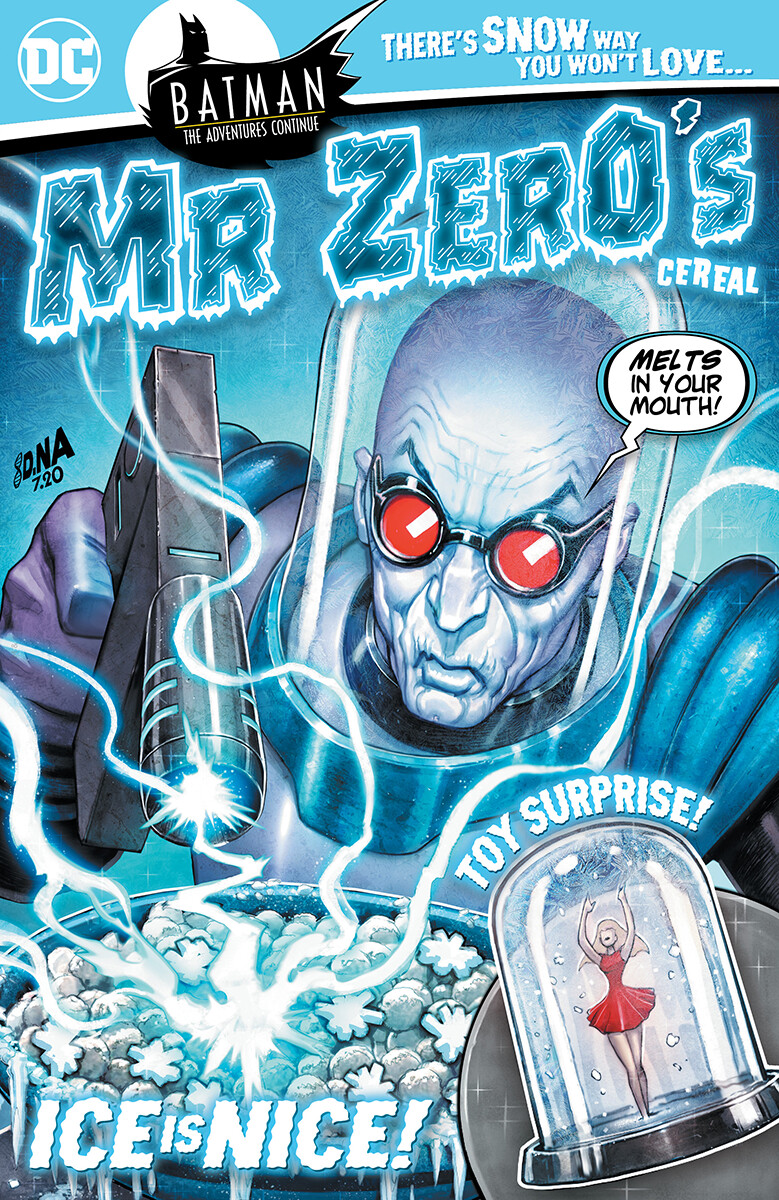 DC
BATMAN
THE ADVENTURES CONTINUE
THERE'S SNOW WAY
YOU WON'T LOVE...
MR ZERO'S
CEREAL
MELTS
IN YOUR
MOUTH!
D.NA
7.20
TOY SURPRISE!
ICE IS NICE!